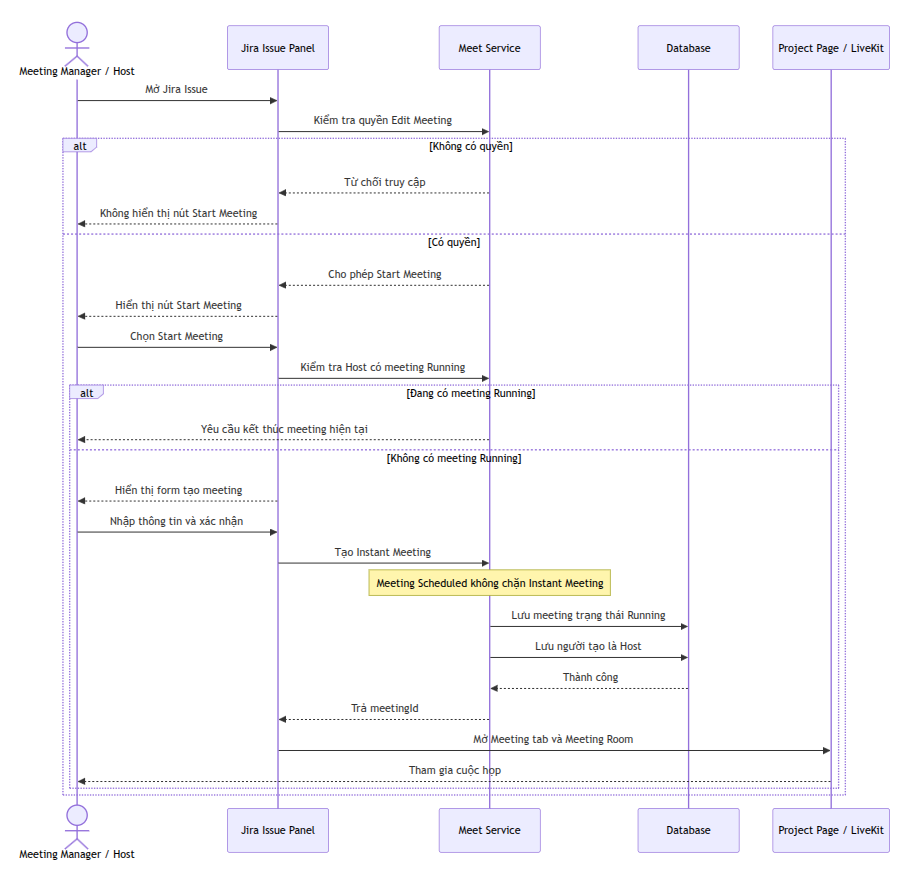 Meeting Manager / Host
Jira Issue Panel
Meet Service
Database
Project Page / LiveKit
Mở Jira Issue
Kiểm tra quyền Edit Meeting
alt
[Không có quyền]
Từ chối truy cập
Không hiển thị nút Start Meeting
[Có quyền]
Cho phép Start Meeting
Hiển thị nút Start Meeting
Chọn Start Meeting
Kiểm tra Host có meeting Running
alt
[Đang có meeting Running]
Yêu cầu kết thúc meeting hiện tại
[Không có meeting Running]
Hiển thị form tạo meeting
Nhập thông tin và xác nhận
Tạo Instant Meeting
Meeting Scheduled không chặn Instant Meeting
Lưu meeting trạng thái Running
Lưu người tạo là Host
Thành công
Trả meetingId
Mở Meeting tab và Meeting Room
Tham gia cuộc họp
Meeting Manager / Host
Jira Issue Panel
Meet Service
Database
Project Page / LiveKit